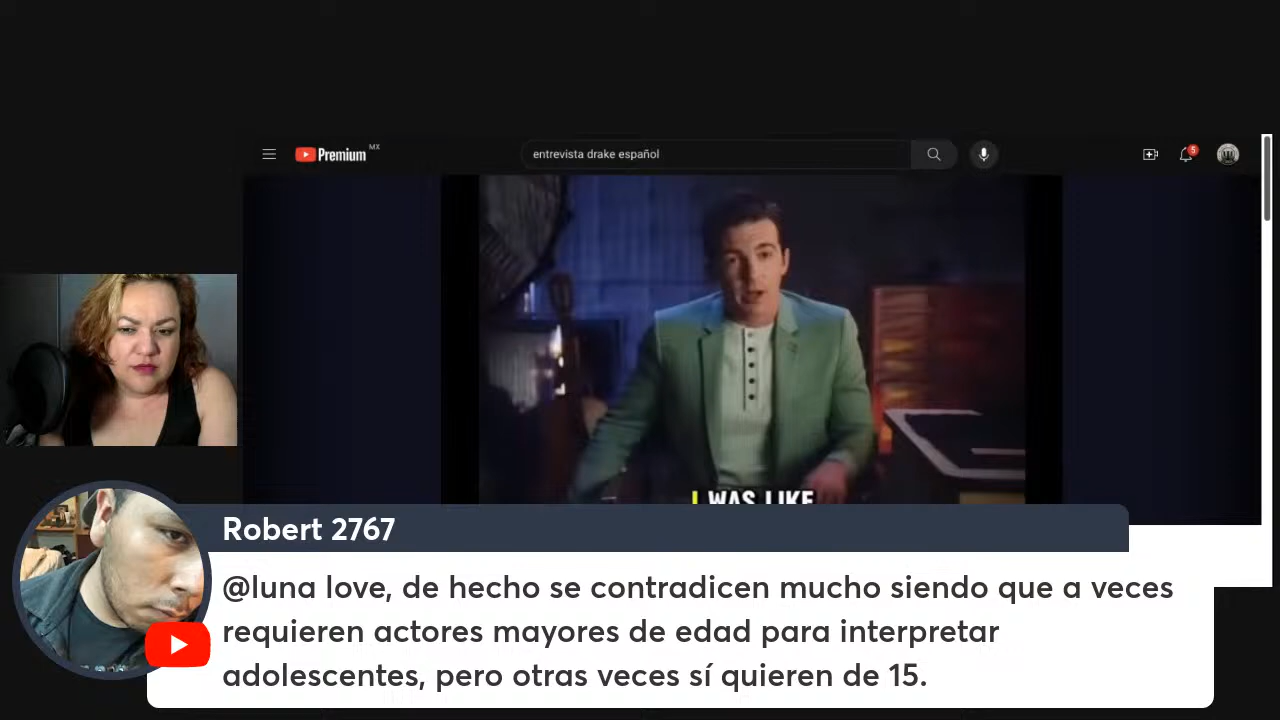 Premium MX
entrevista drake español
5
I WAS LIKE
Robert 2767
@luna love, de hecho se contradicen mucho siendo que a veces
requieren actores mayores de edad para interpretar
adolescentes, pero otras veces sí quieren de 15.